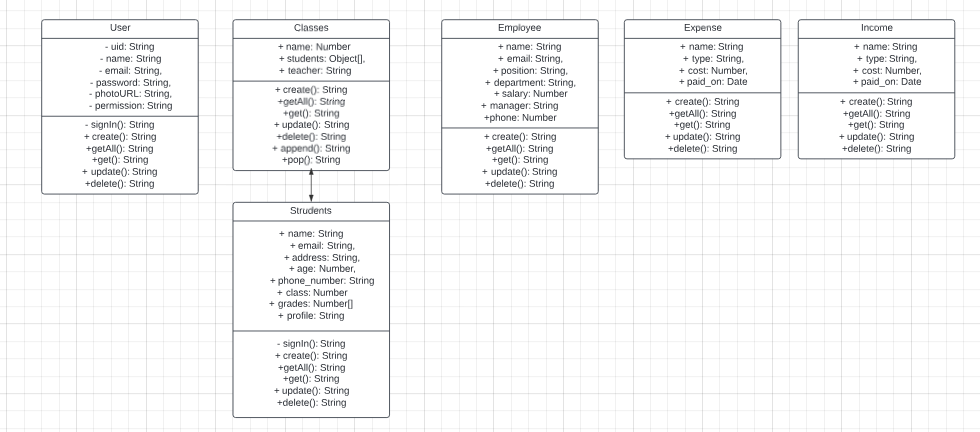 User
- uid: String
- name: String
- email: String,
- password: String,
- photoURL: String,
- permission: String
- signIn(): String
+ create(): String
+getAll(): String
+get(): String
+ update(): String
+delete(): String
Classes
+ name: Number
+ students: Object[],
+ teacher: String
+ create(): String
+getAll(): String
+get(): String
+ update(): String
+delete(): String
+ append(): String
+pop(): String
Strudents
+ name: String
+ email: String,
+ address: String,
+ age: Number,
+ phone_number: String
+ class: Number
+ grades: Number[]
+ profile: String
- signIn(): String
+ create(): String
+getAll(): String
+get(): String
+ update(): String
+delete(): String
Employee
+ name: String
+ email: String,
+ position: String,
+ department: String,
+ salary: Number
+ manager: String
+phone: Number
+ create(): String
+getAll(): String
+get(): String
+ update(): String
+delete(): String
Expense
+ name: String
+ type: String,
+ cost: Number,
+ paid_on: Date
+ create(): String
+getAll(): String
+get(): String
+ update(): String
+delete(): String
Income
+ name: String
+ type: String,
+ cost: Number,
+ paid_on: Date
+ create(): String
+getAll(): String
+get(): String
+ update(): String
+delete(): String